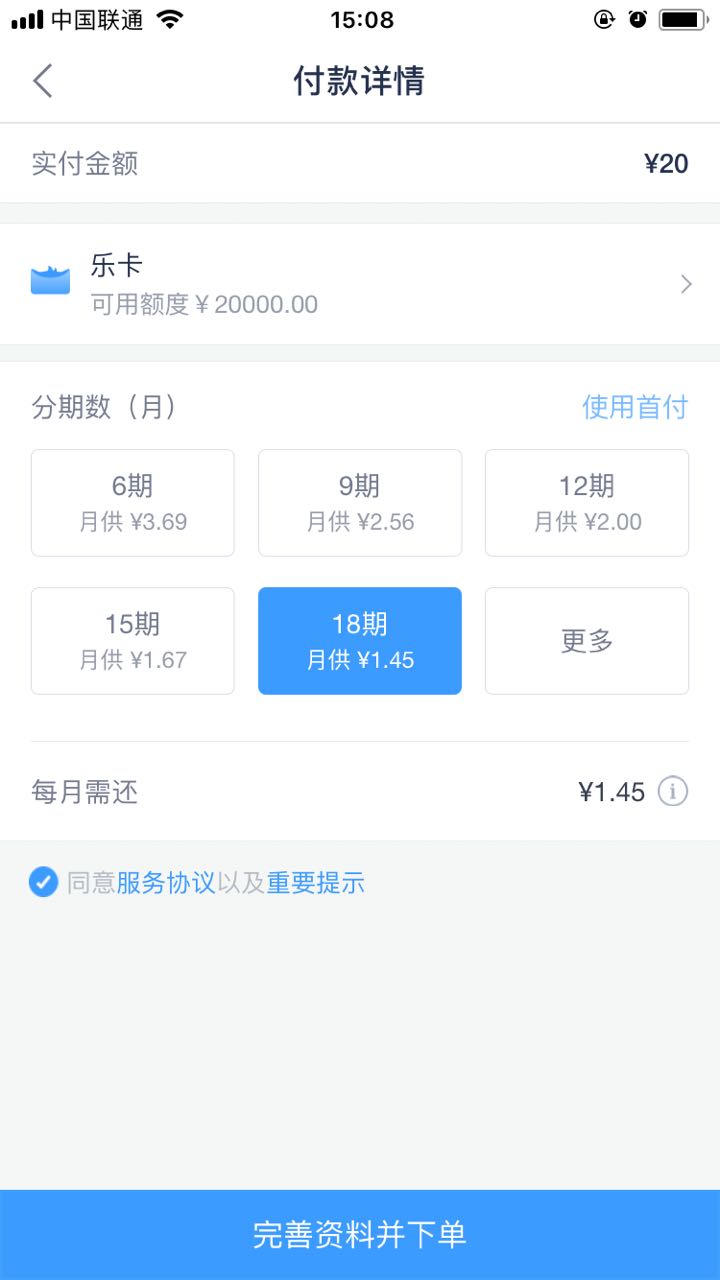 中国联通 15:08
付款详情
实付金额 ¥20
乐卡
可用额度 ¥ 20000.00
分期数（月） 使用首付
6期 9期 12期
月供 ¥3.69 月供 ¥2.56 月供 ¥2.00
15期 18期 更多
月供 ¥1.67 月供 ¥1.45
每月需还 ¥1.45
同意服务协议以及重要提示
完善资料并下单